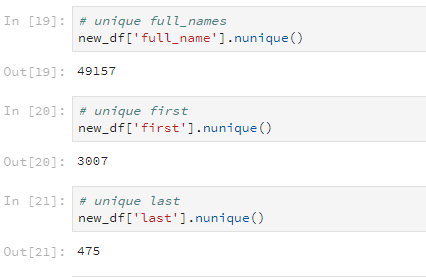 In [19]: # unique full_names
new_df['full_name'].nunique()
Out[19]: 49157
In [20]: # unique first
new_df['first'].nunique()
Out[20]: 3007
In [21]: # unique last
new_df['last'].nunique()
Out[21]: 475